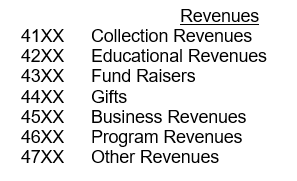 Revenues
41XX Collection Revenues
42XX Educational Revenues
43XX Fund Raisers
44XX Gifts
45XX Business Revenues
46XX Program Revenues
47XX Other Revenues